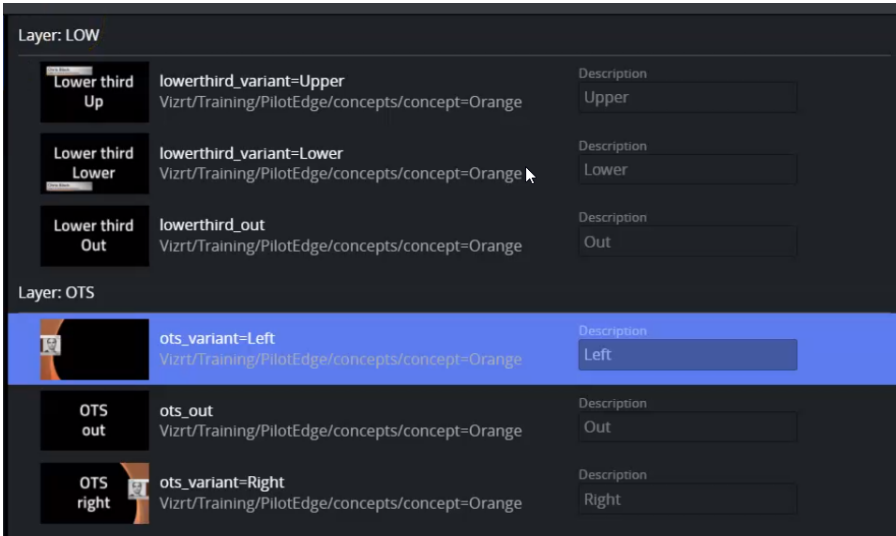 Layer: LOW
Lower third
Up
lowerthird_variant=Upper
Vizrt/Training/PilotEdge/concepts/concept=Orange
Description
Upper
Lower third
Lower
lowerthird_variant=Lower
Vizrt/Training/PilotEdge/concepts/concept=Orange
Description
Lower
Lower third
Out
lowerthird_out
Vizrt/Training/PilotEdge/concepts/concept=Orange
Description
Out
Layer: OTS
ots_variant=Left
Vizrt/Training/PilotEdge/concepts/concept=Orange
Description
Left
OTS
out
ots_out
Vizrt/Training/PilotEdge/concepts/concept=Orange
Description
Out
OTS
right
ots_variant=Right
Vizrt/Training/PilotEdge/concepts/concept=Orange
Description
Right